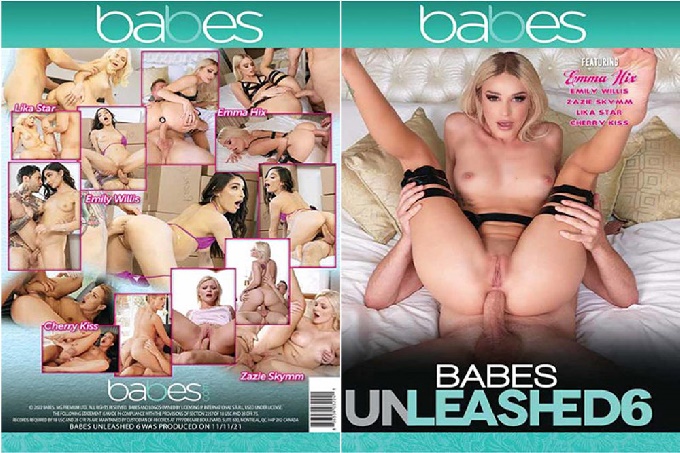 babes
Lika Star
Emma Hix
Emily Willis
Cherry Kiss
Zazie Skymm
babes
BABES UNLEASHED 6 WAS PRODUCED ON 11/11/21
babes
FEATURING
Emma Hix
EMILY WILLIS
ZAZIE SKYMM
LIKA STAR
CHERRY KISS
BABES
UNLEASHED6
babes